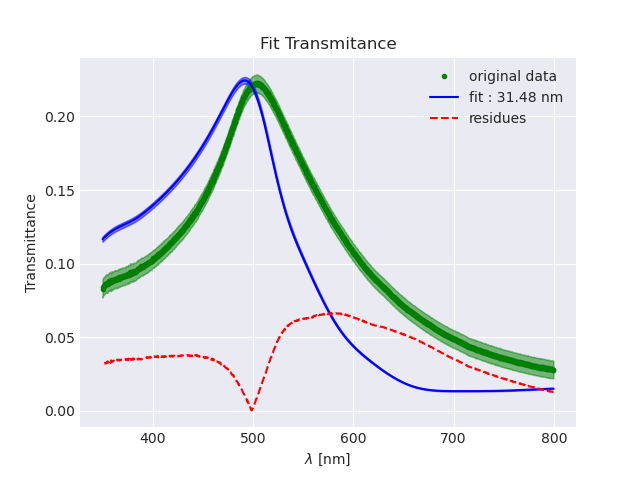 Fit Transmitance
original data
fit : 31.48 nm
residues
Transmittance
0.20
0.15
0.10
0.05
0.00
400 500 600 700 800
λ [nm]